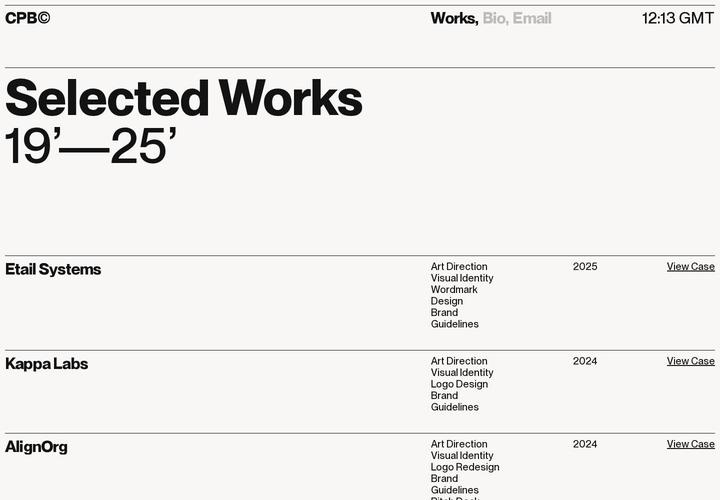 CPB©
Works, Bio, Email
12:13 GMT
Selected Works
19’—25’
Etail Systems
Art Direction
Visual Identity
Wordmark
Design
Brand
Guidelines
2025
View Case
Kappa Labs
Art Direction
Visual Identity
Logo Design
Brand
Guidelines
2024
View Case
AlignOrg
Art Direction
Visual Identity
Logo Redesign
Brand
Guidelines
2024
View Case